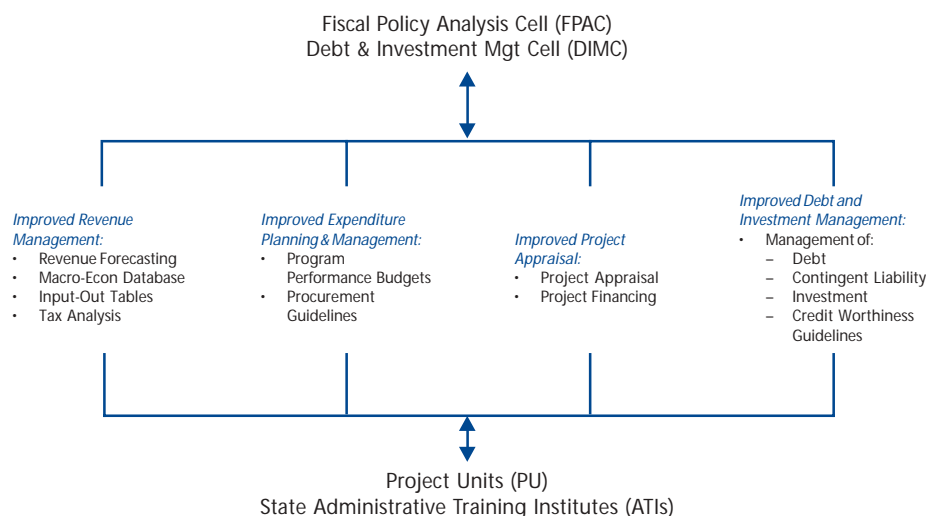 Fiscal Policy Analysis Cell (FPAC)
Debt & Investment Mgt Cell (DIMC)
Improved Revenue
Management:
• Revenue Forecasting
• Macro-Econ Database
• Input-Out Tables
• Tax Analysis
Improved Expenditure
Planning & Management:
• Program
Performance Budgets
• Procurement
Guidelines
Improved Project
Appraisal:
• Project Appraisal
• Project Financing
Improved Debt and
Investment Management:
• Management of:
– Debt
– Contingent Liability
– Investment
– Credit Worthiness
Guidelines
Project Units (PU)
State Administrative Training Institutes (ATIs)